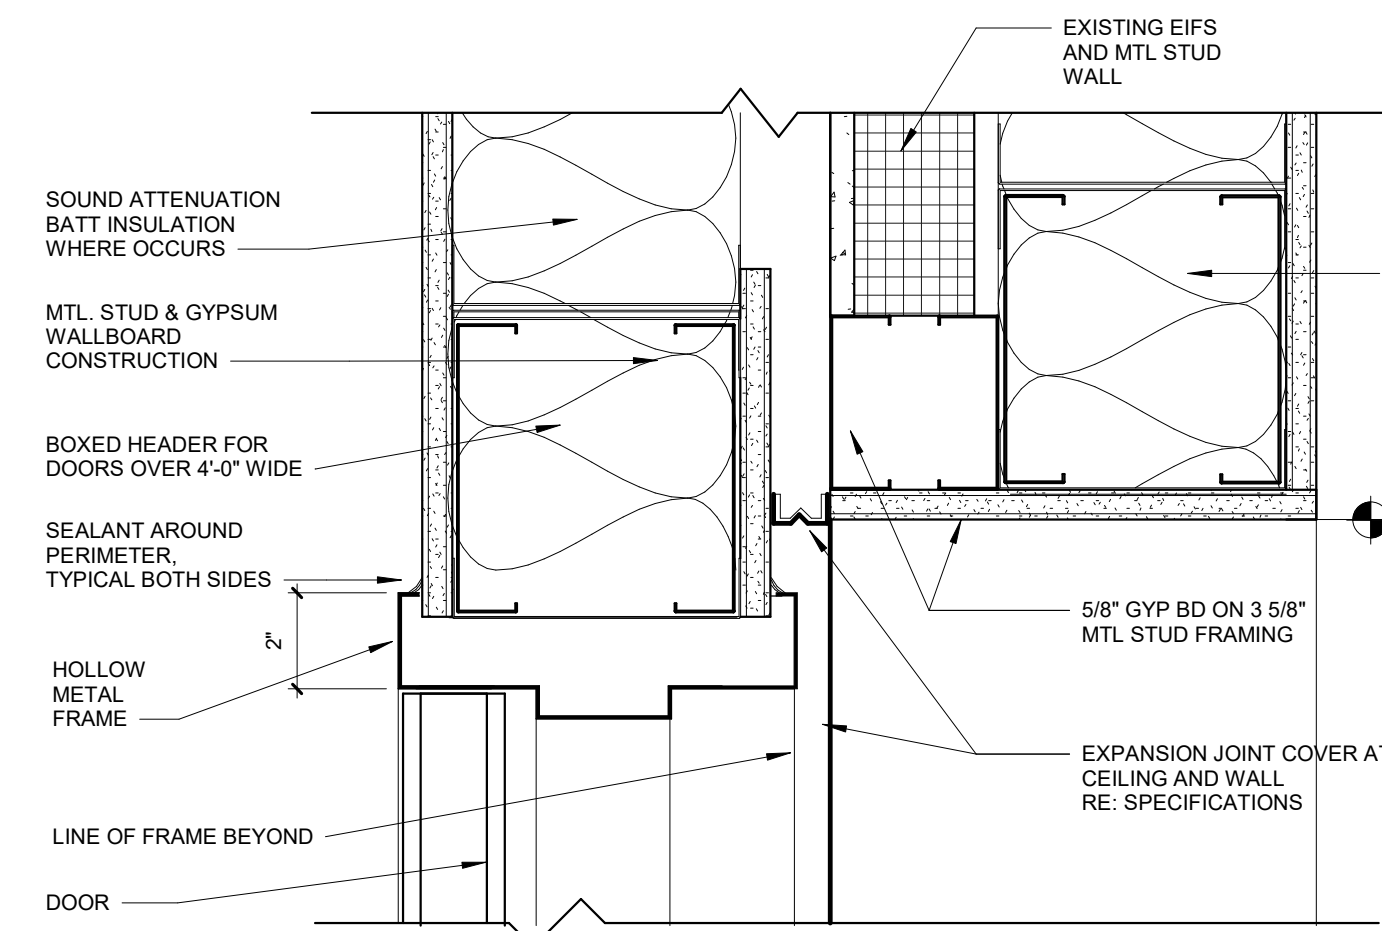 EXISTING EIFS
AND MTL STUD
WALL
SOUND ATTENUATION
BATT INSULATION
WHERE OCCURS
MTL. STUD & GYPSUM
WALLBOARD
CONSTRUCTION
BOXED HEADER FOR
DOORS OVER 4'-0" WIDE
SEALANT AROUND
PERIMETER,
TYPICAL BOTH SIDES
2"
HOLLOW
METAL
FRAME
5/8" GYP BD ON 3 5/8"
MTL STUD FRAMING
EXPANSION JOINT COVER AT
CEILING AND WALL
RE: SPECIFICATIONS
LINE OF FRAME BEYOND
DOOR